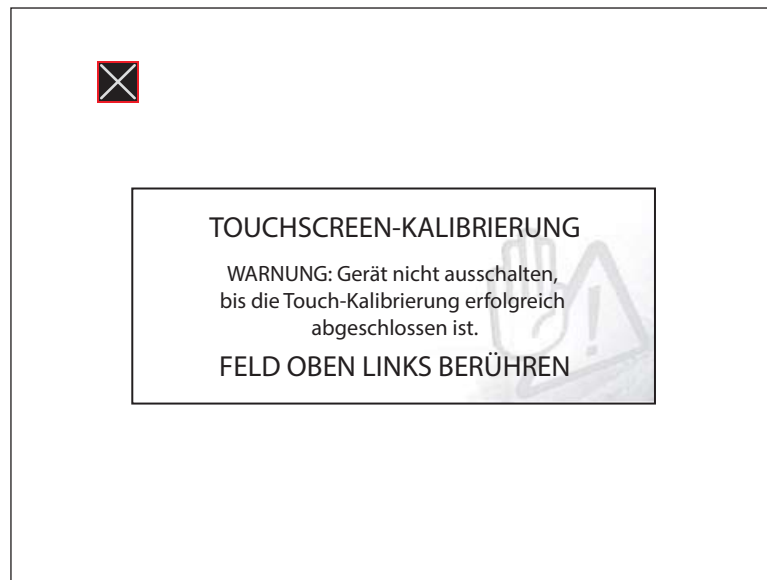 TOUCHSCREEN-KALIBRIERUNG
WARNUNG: Gerät nicht ausschalten,
bis die Touch-Kalibrierung erfolgreich
abgeschlossen ist.
FELD OBEN LINKS BERÜHREN